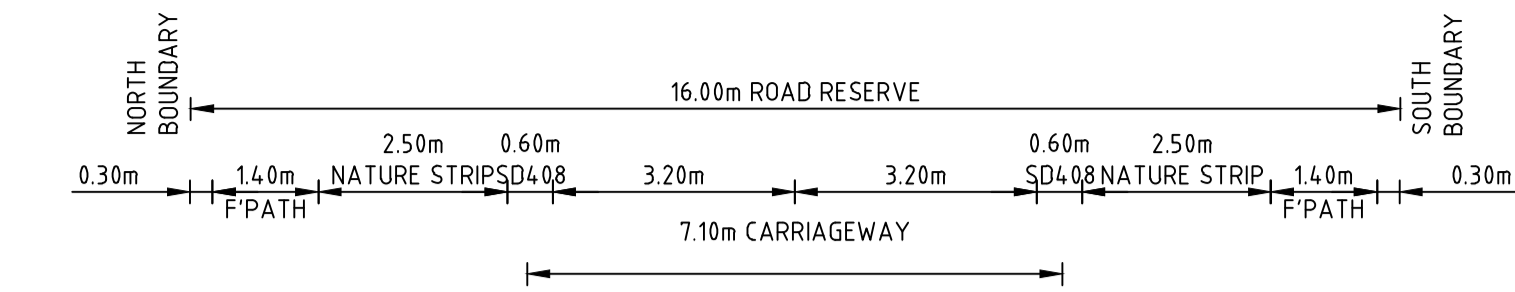 NORTH
BOUNDARY
16.00m ROAD RESERVE
SOUTH
BOUNDARY
0.30m
1.40m
F'PATH
2.50m
NATURE STRIP
0.60m
SD408
3.20m
3.20m
0.60m
SD408
2.50m
NATURE STRIP
1.40m
F'PATH
0.30m
7.10m CARRIAGEWAY